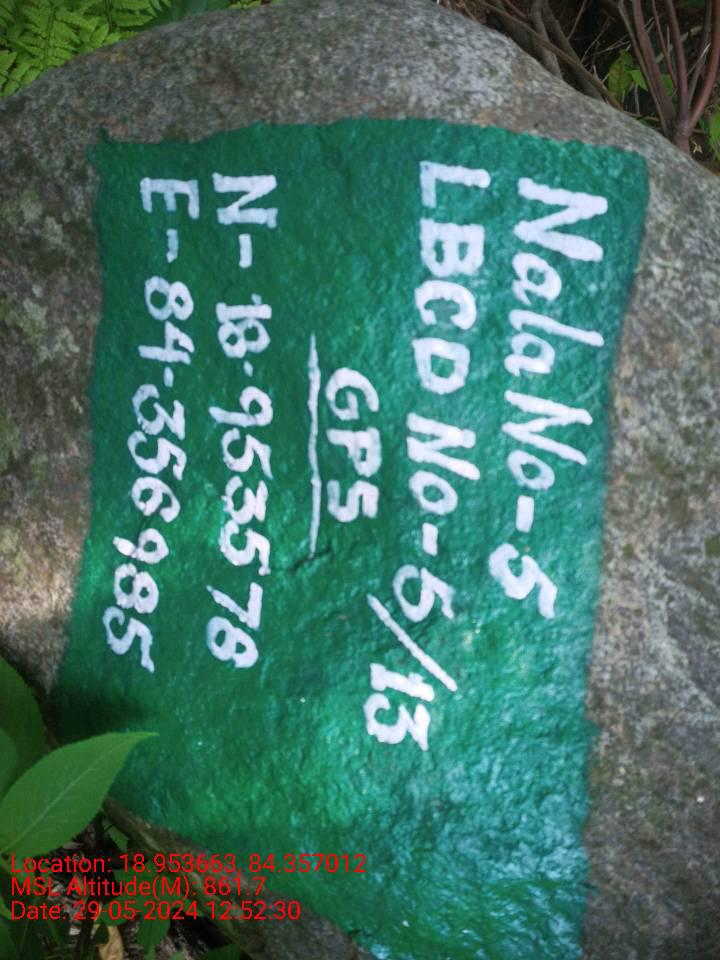 Nala No-5
LBCD No-5/13
GPS
N-18.953578
E-84.356985
Location: 18.953663, 84.357012
MSL Altitude(M): 861.7
Date: 29-05-2024 12:52:30